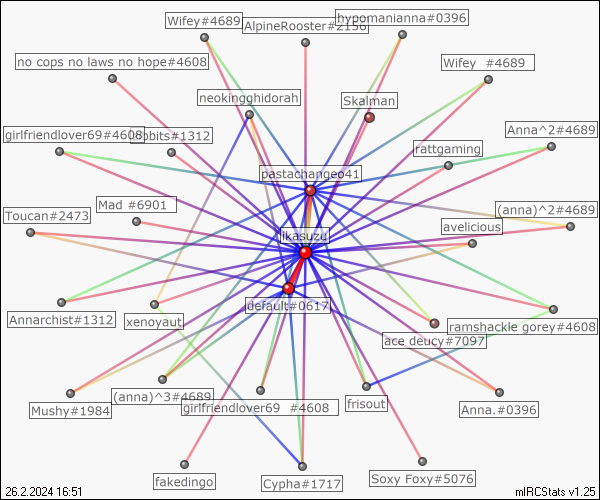 Wifey#4689
AlpineRooster#2156
hypomanianna#0396
no cops no laws no hope#4608
Wifey #4689
neokingghidorah
Skalman
girlfriendlover69#4608
#1312
Anna^2#4689
rattgaming
pastachangeo41
Toucan#2473
Mad #6901
(anna)^2#4689
avelicious
default#0617
Annarchist#1312
xenoyaut
ramshackle gorey#4608
ace deucy#7097
Mushy#1984
(anna)^3#4689
girlfriendlover69 #4608
frisout
Anna.#0396
fakedingo
Cypha#1717
Soxy Foxy#5076
26.2.2024 16:51
mIRCStats v1.25